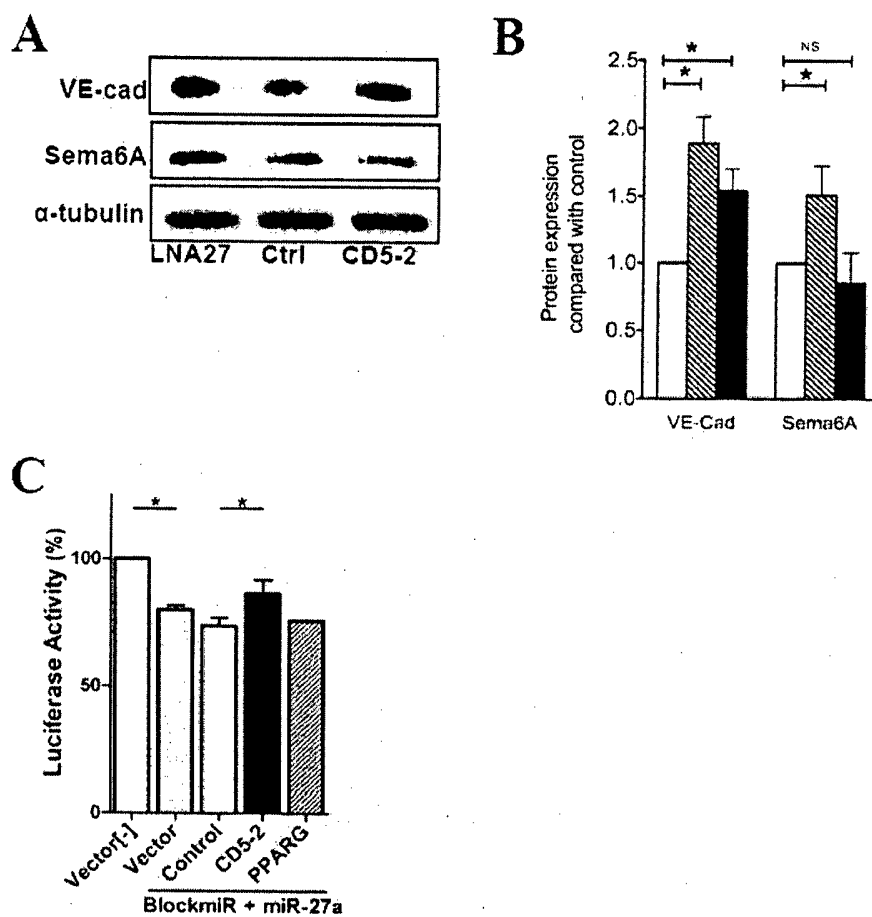 A
VE-cad
Sema6A
α-tubulin
LNA27 Ctrl CD5-2
B
Protein expression
compared with control
2.5
2.0
1.5
1.0
0.5
0.0
* NS
* *
VE-Cad Sema6A
C
Luciferase Activity (%)
100
50
0
* *
Vector[-] Vector Control CD5-2 PPARG
BlockmiR + miR-27a